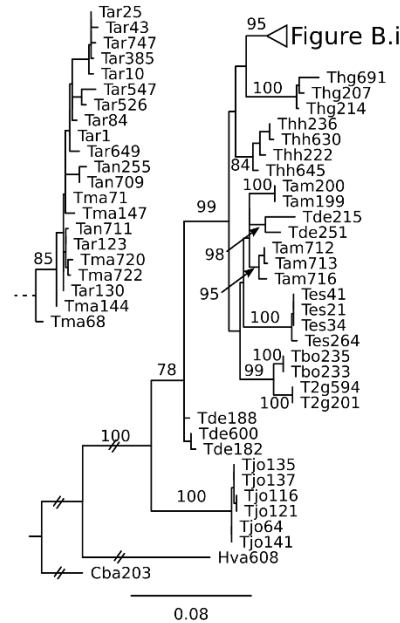 Tar25
Tar43
Tar747
Tar385
Tar10
Tar547
Tar526
Tar84
Tar1
Tar649
Tan255
Tan709
Tma71
Tma147
Tan711
Tar123
85
Tma720
Tma722
Tar130
Tma144
Tma68
95
Figure B.i
Thg691
100
Thg207
Thg214
Thh236
Thh630
Thh222
84
Thh645
100
Tam200
Tam199
99
Tde215
Tde251
98
Tam712
Tam713
95
Tam716
Tes41
Tes21
100
Tes34
Tes264
100
Tbo235
Tbo233
99
T2g594
100
T2g201
78
Tde188
Tde600
Tde182
100
Tjo135
Tjo137
100
Tjo116
Tjo121
Tjo64
Tjo141
Hva608
Cba203
0.08